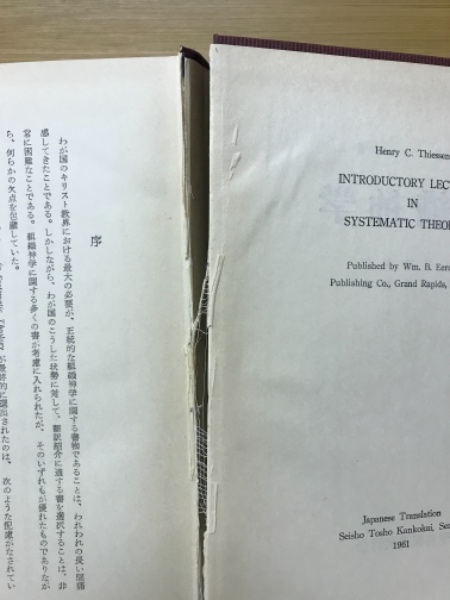 Henry C. Thiessen
INTRODUCTORY LECTU
IN
SYSTEMATIC THEOL
Published by Wm. B. Eerd
Publishing Co., Grand Rapids,
Japanese Translation
Seisho Tosho Kankokai, Sen
1961
序
わが国のキリスト教界における最大の必要が、正統的な組織神学に関する書物であることは、われわれの長い間痛
感してきたことである。しかしながら、わが国のこうした状勢に対して、翻訳紹介に適する書を選択することは、非
常に困難なことである。組織神学に関する多くの書が考慮に入れられたが、そのいずれもが優れたものでありなが
ら、何らかの欠点を包蔵していた。
が最終的に選出されたのは、次のような配慮がなされてい